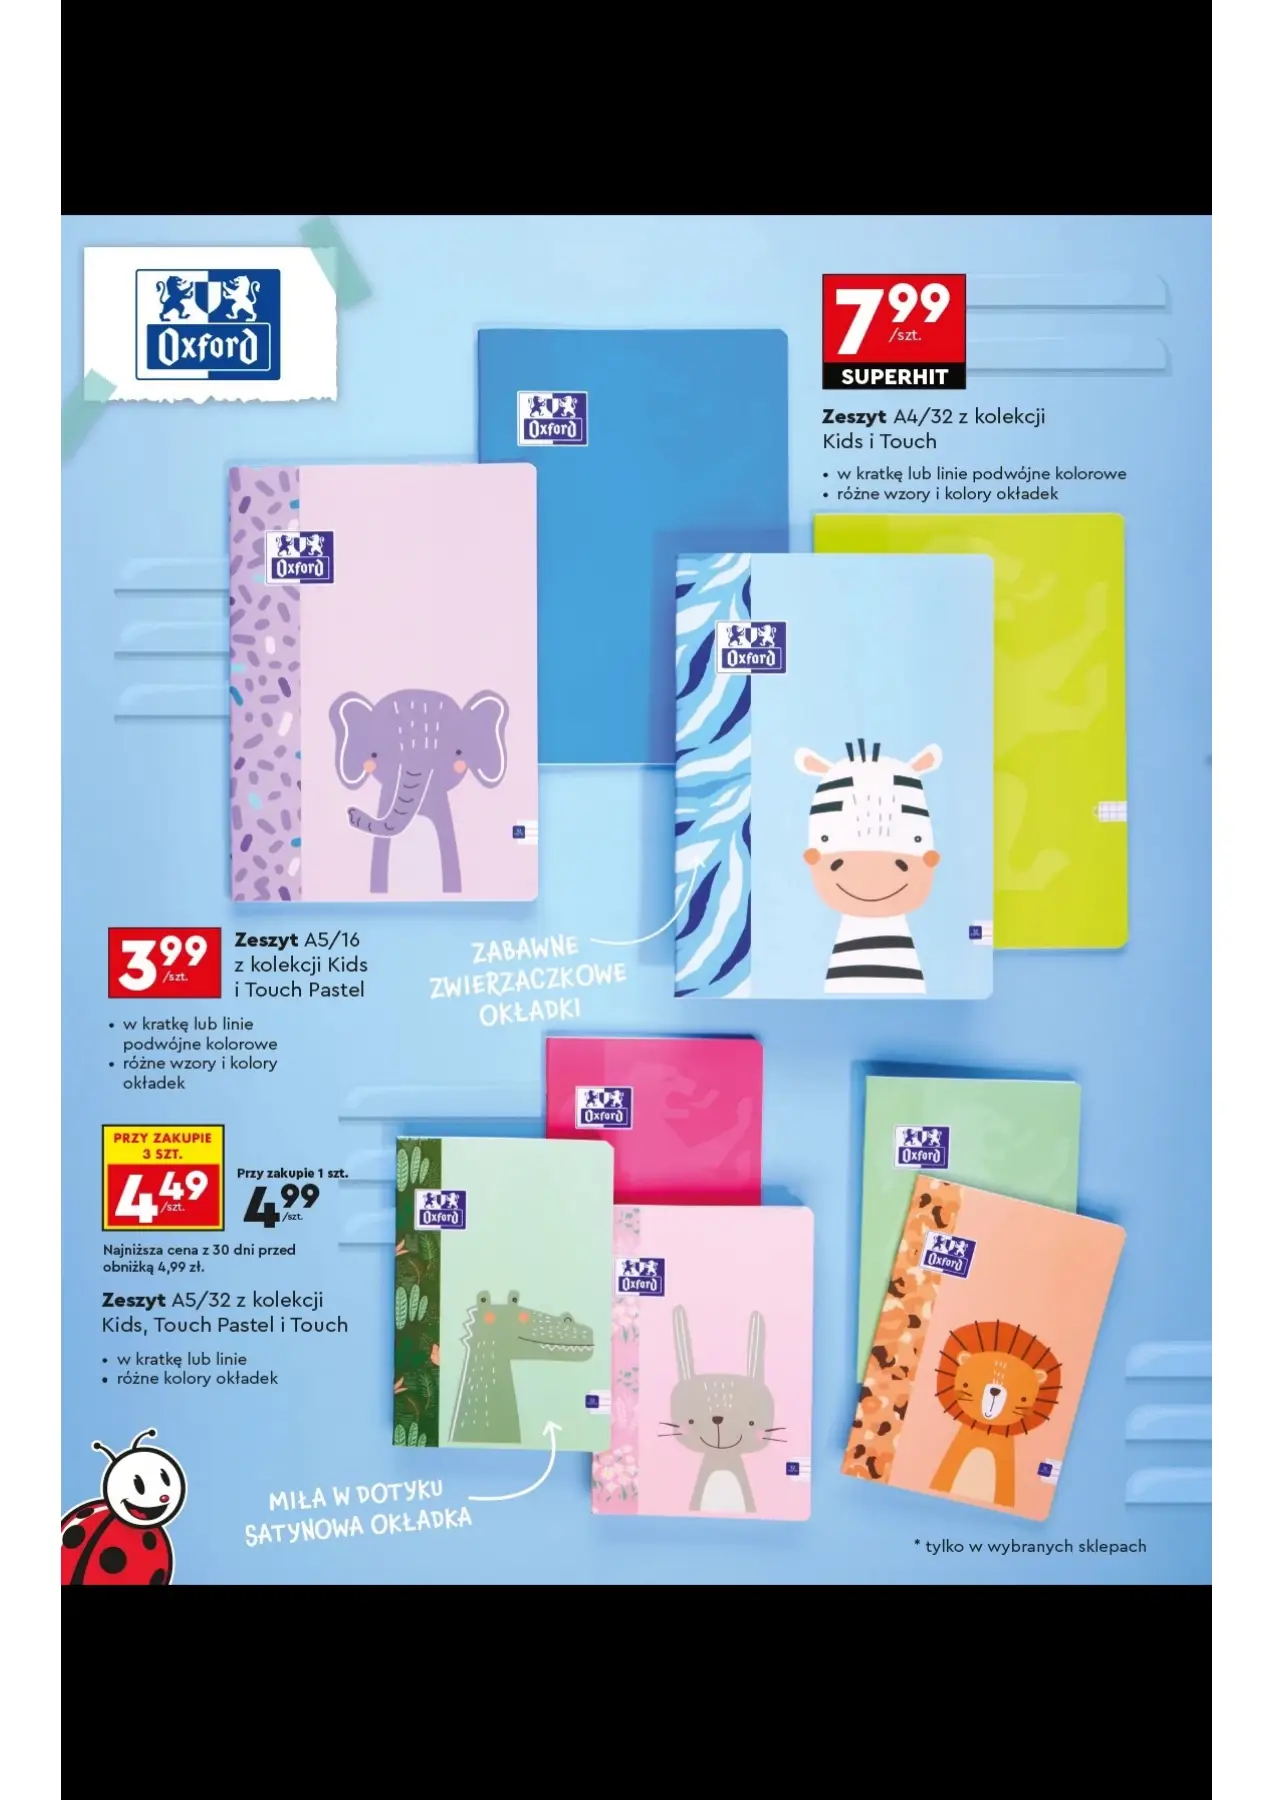 Oxford
7 99
/szt.
SUPERHIT
Zeszyt A4/32 z kolekcji
Kids i Touch
• w kratkę lub linie podwójne kolorowe
• różne wzory i kolory okładek
Oxford
Oxford
Oxford
3 99
/szt.
Zeszyt A5/16
z kolekcji Kids
i Touch Pastel
• w kratkę lub linie
podwójne kolorowe
• różne wzory i kolory
okładek
ZABAWNE
ZWIERZACZKOWE
OKŁADKI
PRZY ZAKUPIE
3 SZT.
4 49
/szt.
Przy zakupie 1 szt.
4 99
/szt.
Najniższa cena z 30 dni przed
obniżką 4,99 zł.
Zeszyt A5/32 z kolekcji
Kids, Touch Pastel i Touch
• w kratkę lub linie
• różne kolory okładek
Oxford
Oxford
Oxford
Oxford
Oxford
MIŁA W DOTYKU
SATYNOWA OKŁADKA
* tylko w wybranych sklepach